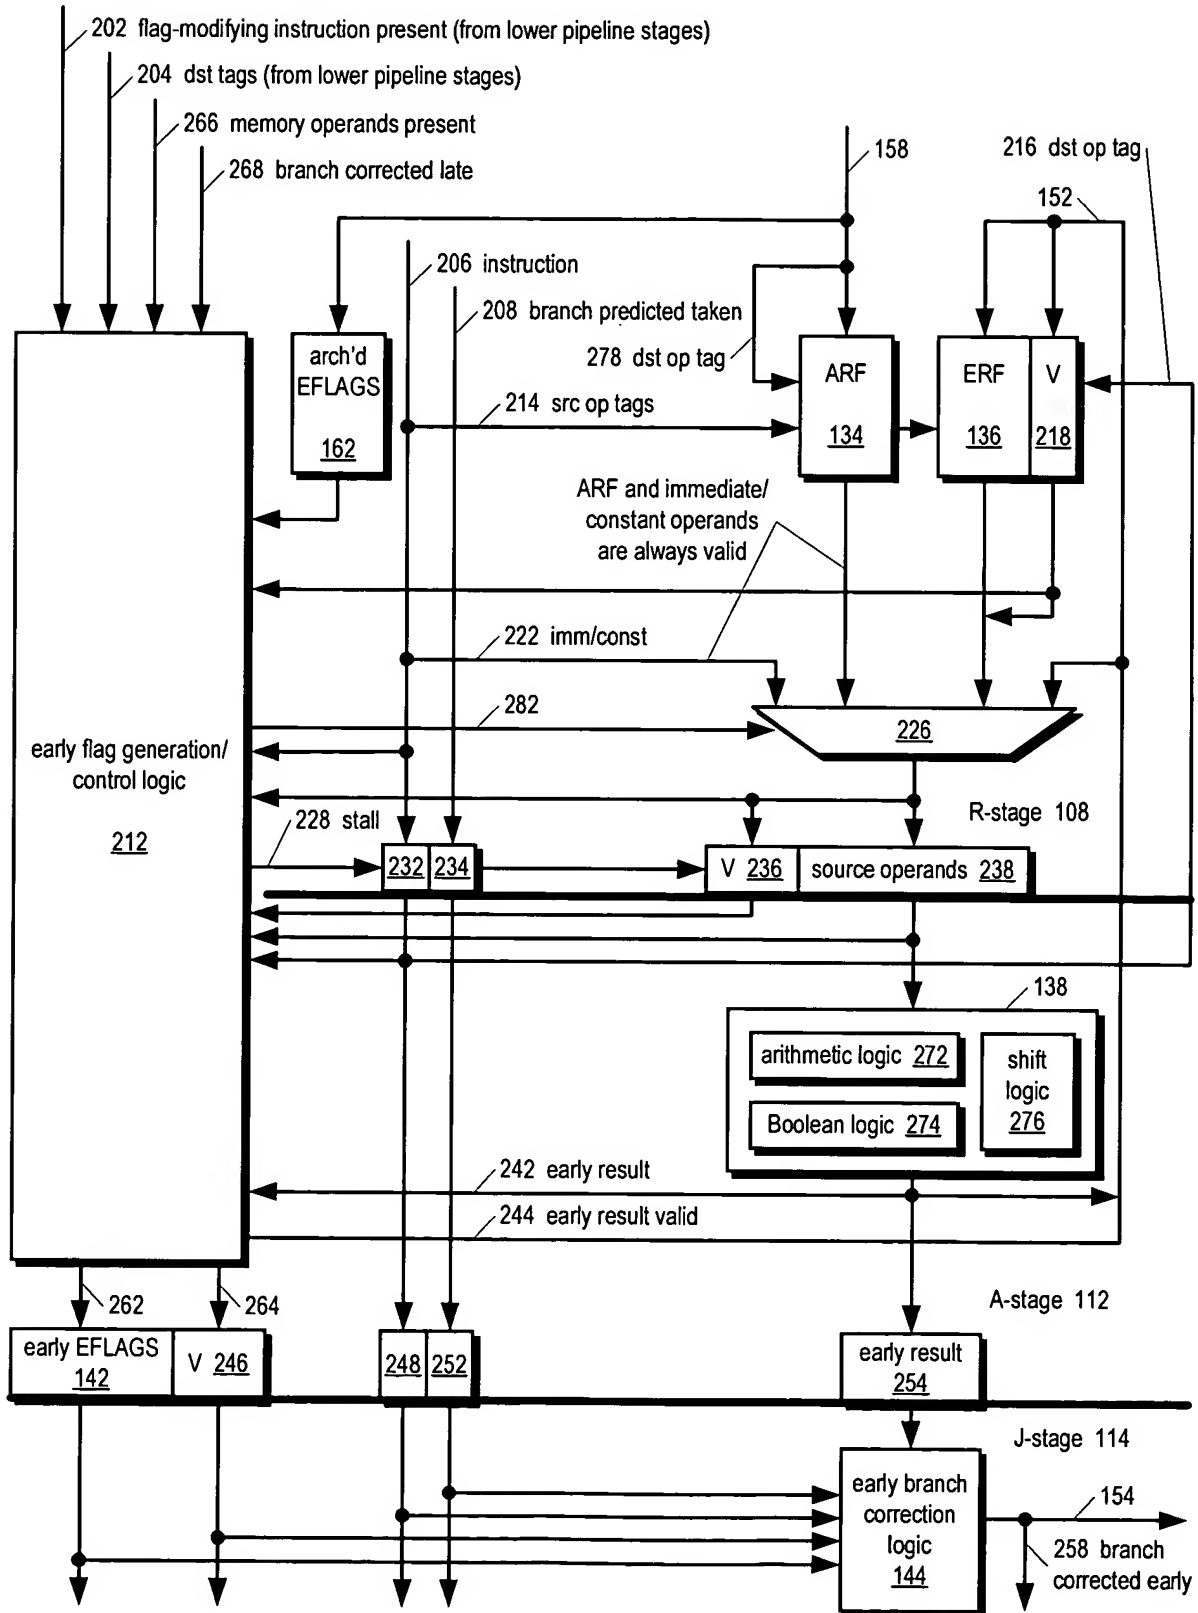 202 flag-modifying instruction present (from lower pipeline stages)
204 dst tags (from lower pipeline stages)
266 memory operands present
268 branch corrected late
158
216 dst op tag
152
206 instruction
208 branch predicted taken
278 dst op tag
arch'd
EFLAGS
162
214 src op tags
ARF
134
ERF
136
V
218
ARF and immediate/
constant operands
are always valid
222 imm/const
282
226
early flag generation/
control logic
212
228 stall
R-stage 108
232
234
V 236
source operands 238
138
arithmetic logic 272
Boolean logic 274
shift
logic
276
242 early result
244 early result valid
262
264
A-stage 112
early EFLAGS
142
V 246
248
252
early result
254
J-stage 114
early branch
correction
logic
144
154
258 branch
corrected early